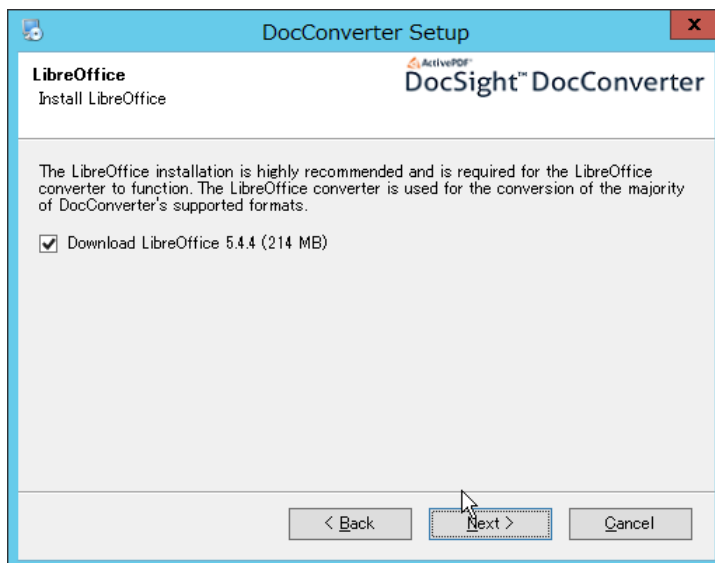 DocConverter Setup
x
LibreOffice
Install LibreOffice
ActivePDF™
DocSight™ DocConverter
The LibreOffice installation is highly recommended and is required for the LibreOffice
converter to function. The LibreOffice converter is used for the conversion of the majority
of DocConverter's supported formats.
Download LibreOffice 5.4.4 (214 MB)
< Back
Next >
Cancel